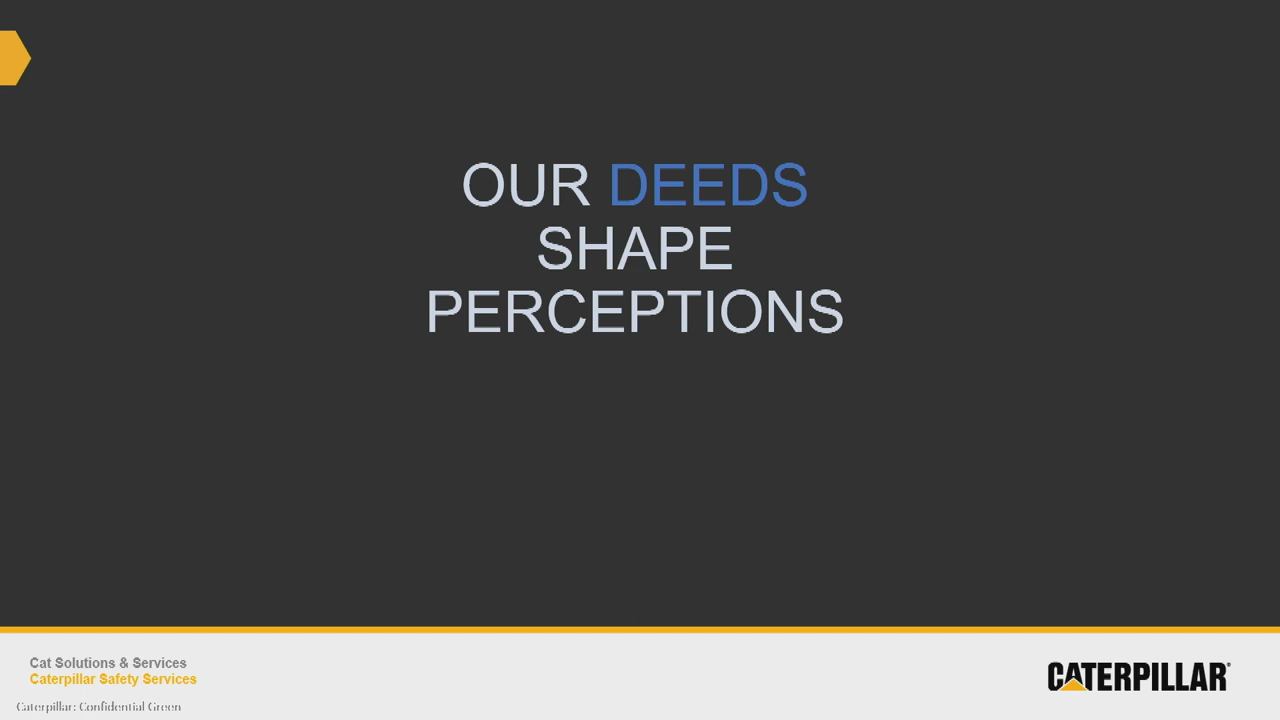 OUR DEEDS
SHAPE
PERCEPTIONS
Cat Solutions & Services
Caterpillar Safety Services
Caterpillar: Confidential Green
CATERPILLAR®